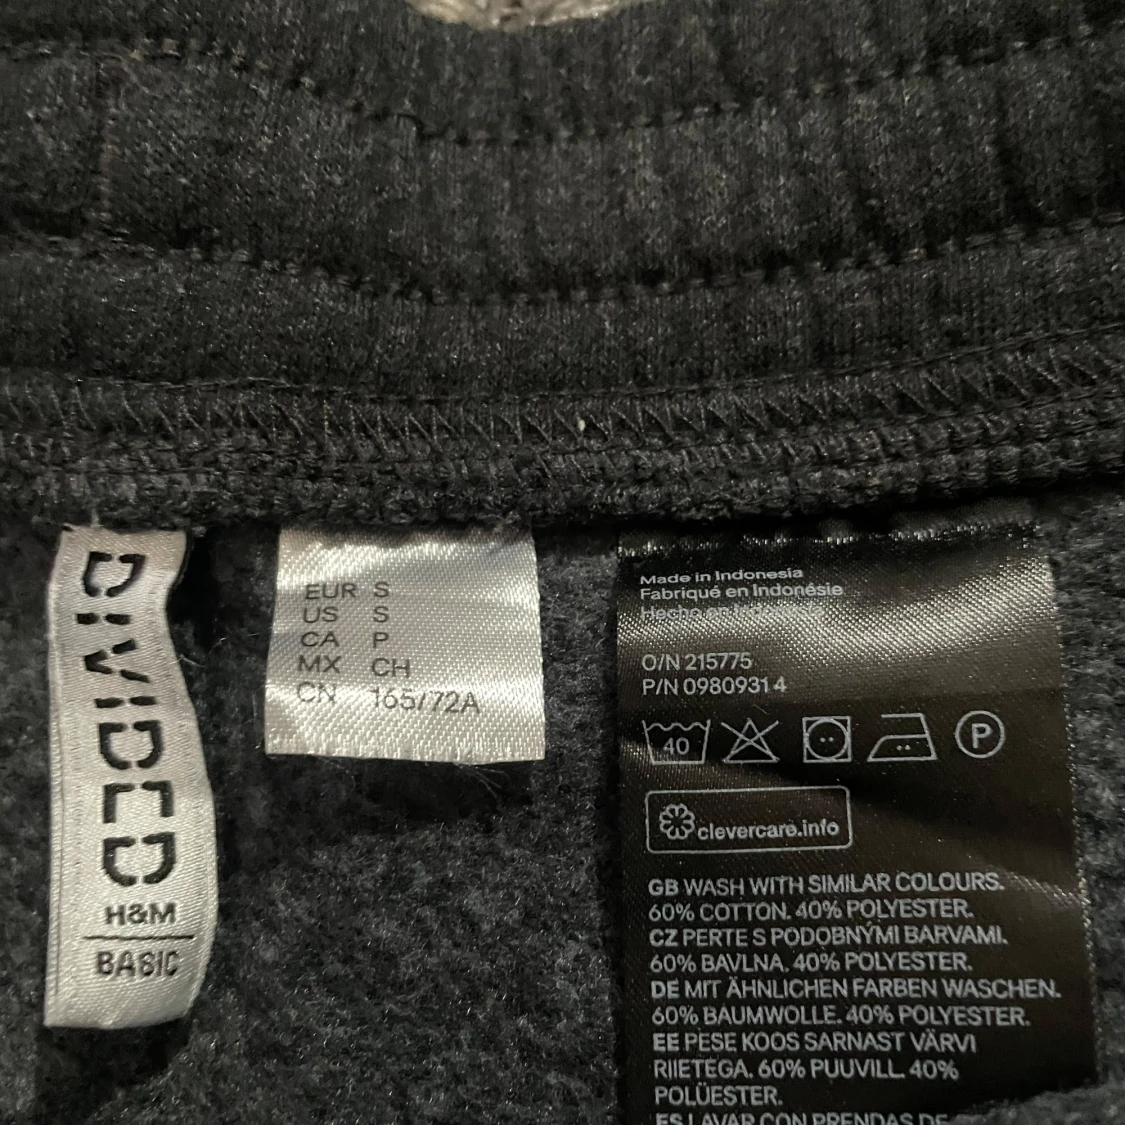 DIVIDED
H&M
BASIC
EUR S
US S
CA P
MX CH
CN 165/72A
Made in Indonesia
Fabriqué en Indonésie
Hecho en Indonesia
O/N 215775
P/N 0980931 4
40
P
clevercare.info
GB WASH WITH SIMILAR COLOURS.
60% COTTON. 40% POLYESTER.
CZ PERTE S PODOBNÝMI BARVAMI.
60% BAVLNA. 40% POLYESTER.
DE MIT ÄHNLICHEN FARBEN WASCHEN.
60% BAUMWOLLE. 40% POLYESTER.
EE PESE KOOS SARNAST VÄRVI
RIIETEGA. 60% PUUVILL. 40%
POLÜESTER.
ES LAVAR CON PRENDAS DE